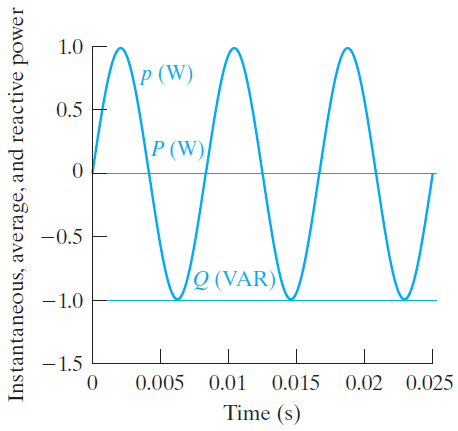 Instantaneous, average, and reactive power
1.0
p (W)
0.5
P (W)
0
−0.5
Q (VAR)
−1.0
−1.5
0 0.005 0.01 0.015 0.02 0.025
Time (s)